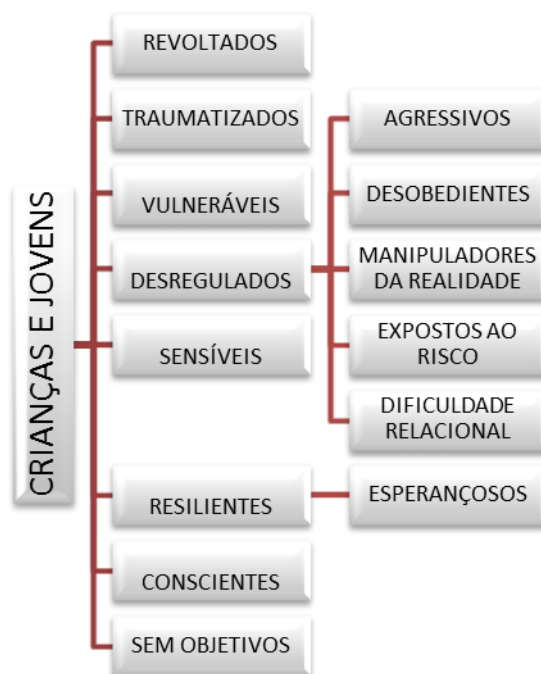 CRIANÇAS E JOVENS
REVOLTADOS
TRAUMATIZADOS
VULNERÁVEIS
DESREGULADOS
AGRESSIVOS
DESOBEDIENTES
MANIPULADORES
DA REALIDADE
EXPOSTOS AO
RISCO
DIFICULDADE
RELACIONAL
SENSÍVEIS
RESILIENTES
ESPERANÇOSOS
CONSCIENTES
SEM OBJETIVOS